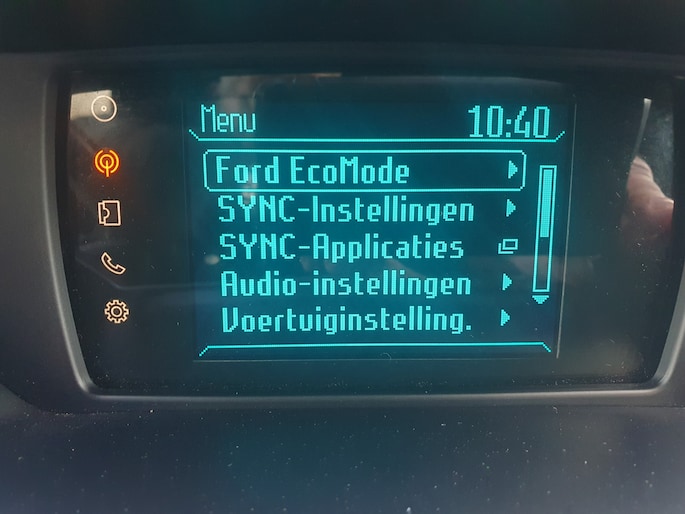 Menu
10:40
Ford EcoMode
SYNC-Instellingen
SYNC-Applicaties
Audio-instellingen
Voertuiginstelling.